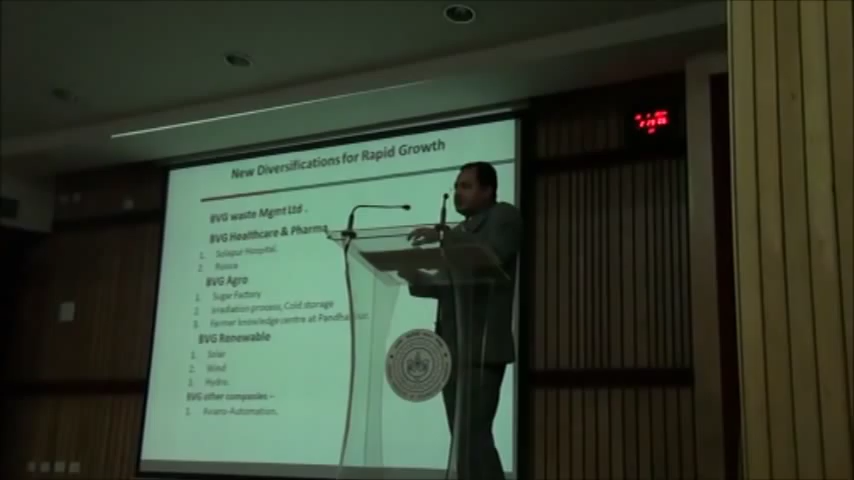 New Diversifications for Rapid Growth
BVG waste Mgmt Ltd .
BVG Healthcare & Pharma
1. Solapur Hospital.
2.
BVG Agro
1. Sugar Factory
2. Irradiation process, Cold storage
3. Farmer knowledge centre at
BVG Renewable
1. Solar
2. Wind
3. Hydro.
BVG other companies –
1. -Automation.